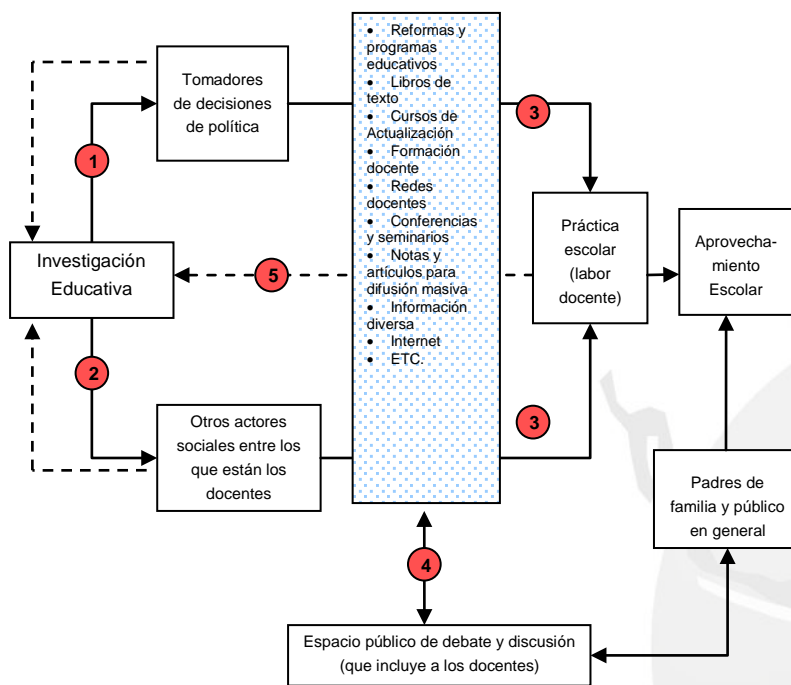 Tomadores
de decisiones
de política
1
Investigación
Educativa
2
Otros actores
sociales entre los
que están los
docentes
5
• Reformas y
programas
educativos
• Libros de
texto
• Cursos de
Actualización
• Formación
docente
• Redes
docentes
• Conferencias
y seminarios
• Notas y
artículos para
difusión masiva
• Información
diversa
• Internet
• ETC.
3
3
Práctica
escolar
(labor
docente)
Aprovecha-
miento
Escolar
Padres de
familia y público
en general
4
Espacio público de debate y discusión
(que incluye a los docentes)